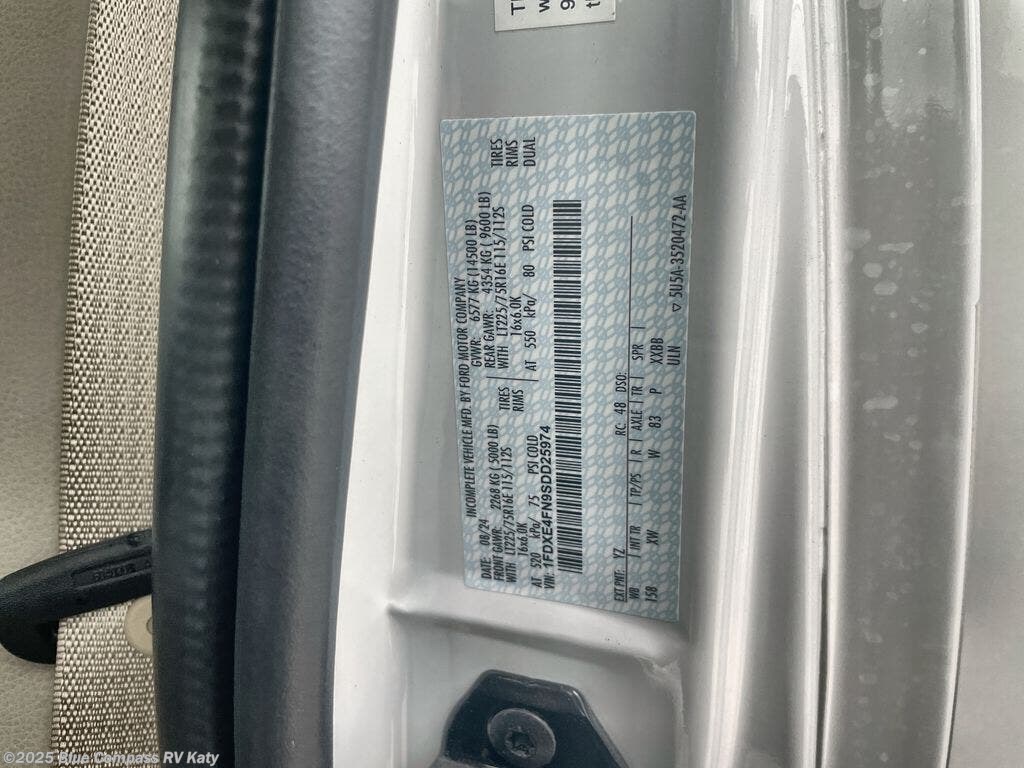 INCOMPLETE VEHICLE MFD. BY FORD MOTOR COMPANY
DATE: 08/24 GVWR: 6577 KG (14500 LB)
FRONT GAWR: 2268 KG ( 5000 LB) REAR GAWR: 4354 KG ( 9600 LB)
WITH LT225/75R16E 115/112S TIRES WITH LT225/75R16E 115/112S TIRES
16x6.0K RIMS 16x6.0K RIMS
AT 520 kPa/ 75 PSI COLD AT 550 kPa/ 80 PSI COLD DUAL
VIN: 1FDXE4FN9SDD25974
EXT PNT: YZ RC: 48 DSO:
WB INT TR TP/PS R AXLE TR SPR
158 XW W 83 P XXBB
ULN
▽ 5U5A-3520472-AA
©2025 Blue Compass RV Katy